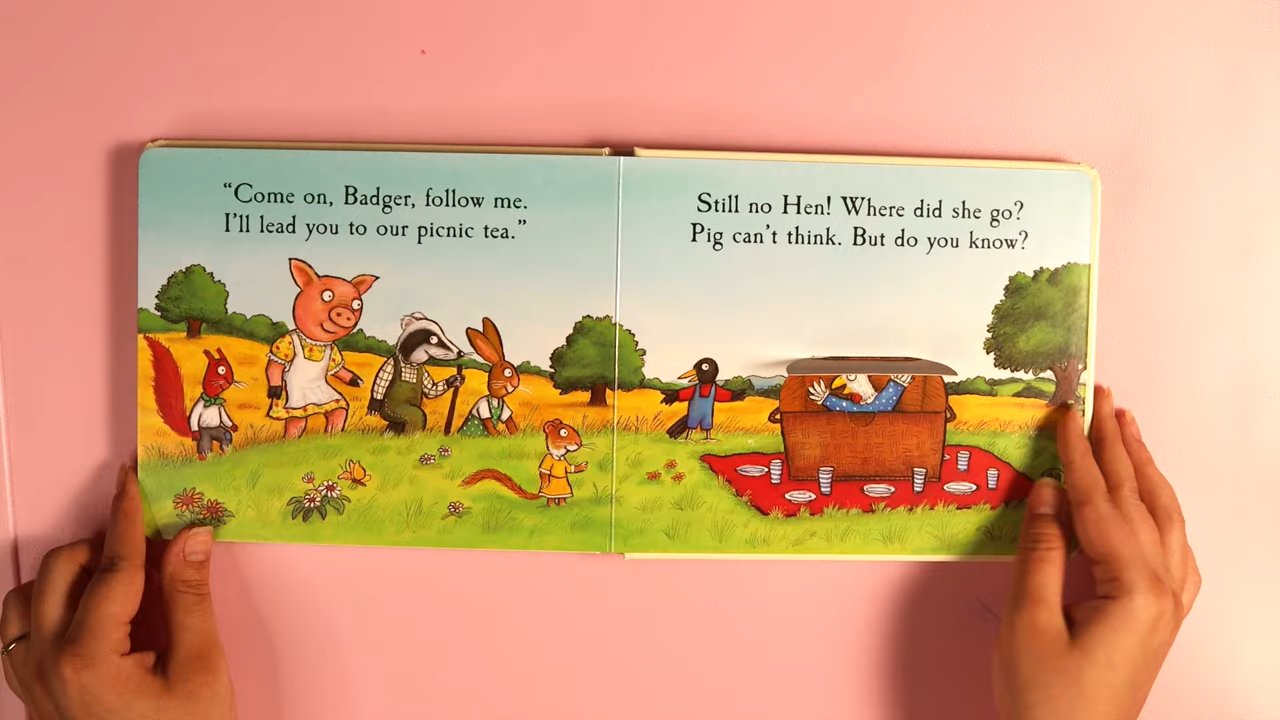 “Come on, Badger, follow me.
I’ll lead you to our picnic tea.”
Still no Hen! Where did she go?
Pig can’t think. But do you know?